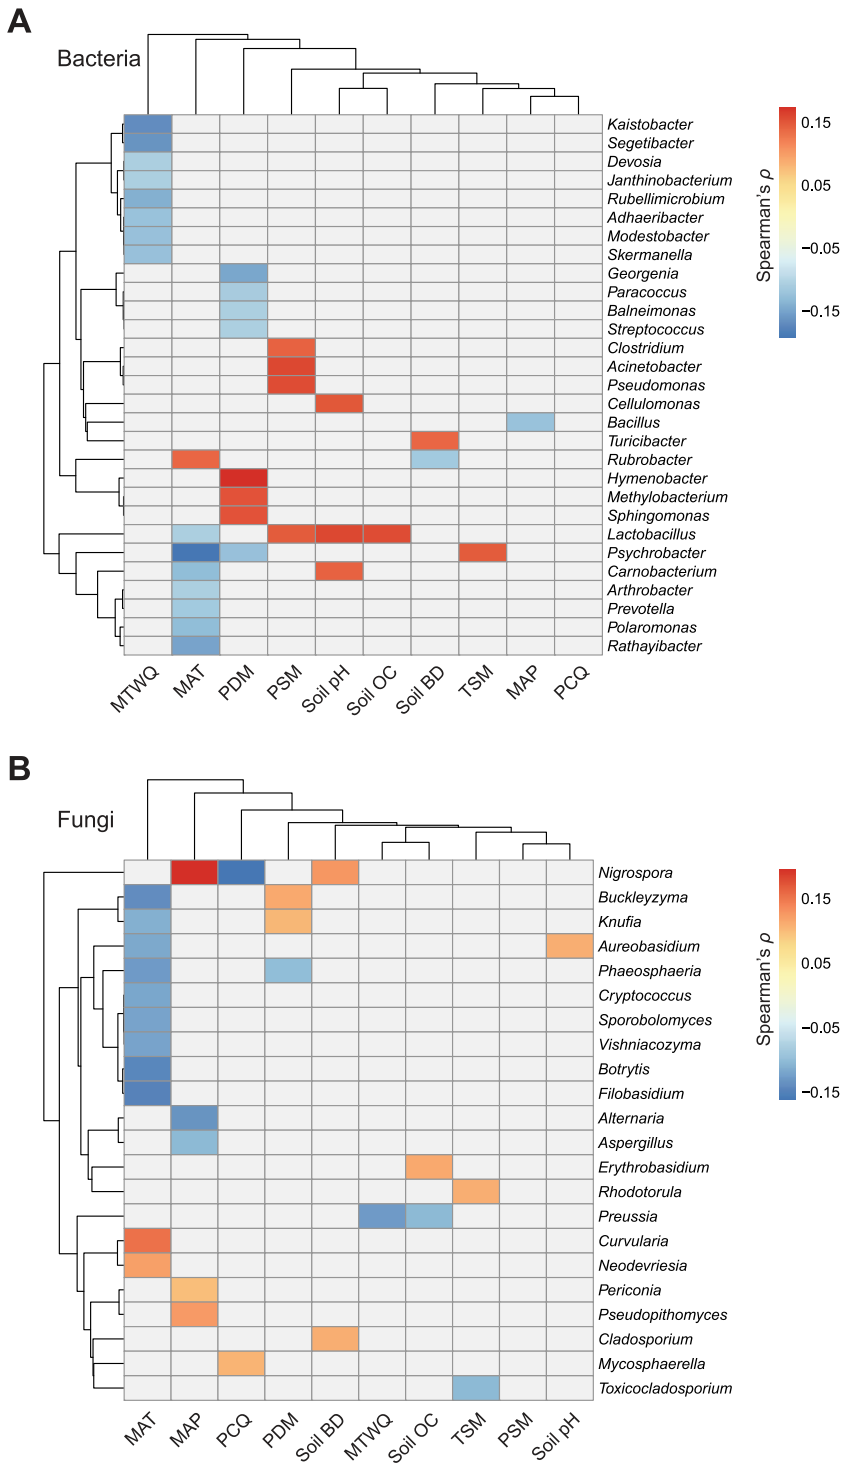 A
Bacteria
Kaistobacter
Segetibacter
Devosia
Janthinobacterium
Rubellimicrobium
Adhaeribacter
Modestobacter
Skermanella
Georgenia
Paracoccus
Balneimonas
Streptococcus
Clostridium
Acinetobacter
Pseudomonas
Cellulomonas
Bacillus
Turicibacter
Rubrobacter
Hymenobacter
Methylobacterium
Sphingomonas
Lactobacillus
Psychrobacter
Carnobacterium
Arthrobacter
Prevotella
Polaromonas
Rathayibacter
MTWQ
MAT
PDM
PSM
Soil pH
Soil OC
Soil BD
TSM
MAP
PCQ
Spearman's ρ
0.15
0.05
−0.05
−0.15
B
Fungi
Nigrospora
Buckleyzyma
Knufia
Aureobasidium
Phaeosphaeria
Cryptococcus
Sporobolomyces
Vishniacozyma
Botrytis
Filobasidium
Alternaria
Aspergillus
Erythrobasidium
Rhodotorula
Preussia
Curvularia
Neodevriesia
Periconia
Pseudopithomyces
Cladosporium
Mycosphaerella
Toxicocladosporium
MAT
MAP
PCQ
PDM
Soil BD
MTWQ
Soil OC
TSM
PSM
Soil pH
Spearman's ρ
0.15
0.05
−0.05
−0.15